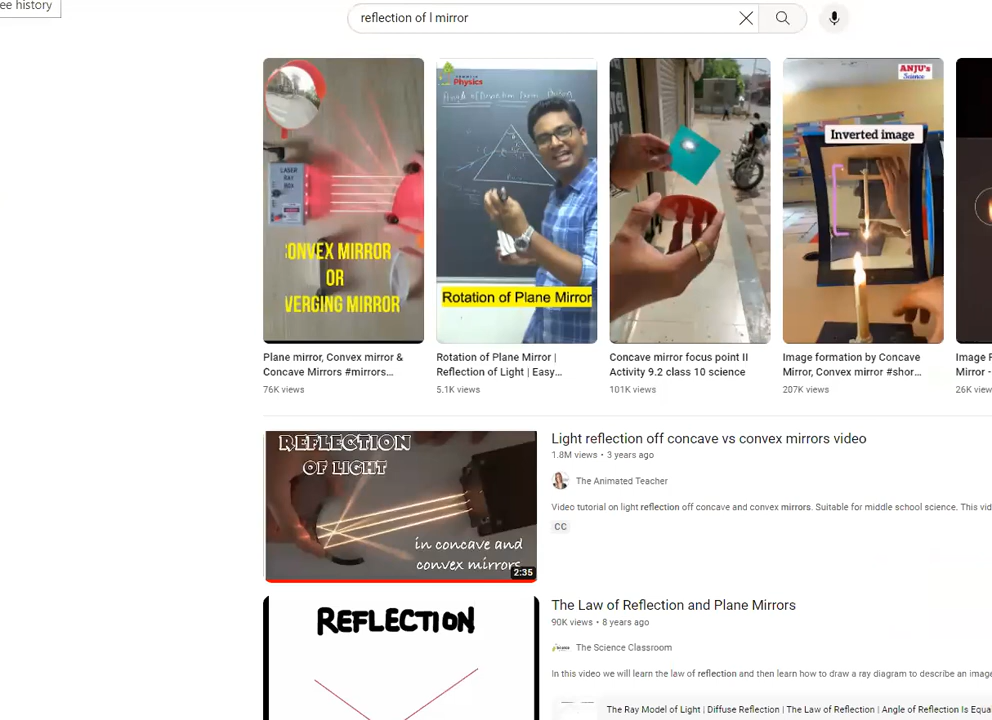 ee history
reflection of l mirror
LASER
RAY
BOX
CONVEX MIRROR
OR
VERGING MIRROR
Physics
Rotation of Plane Mirror
ANJU's
Science
Inverted image
Plane mirror, Convex mirror &
Concave Mirrors #mirrors...
76K views
Rotation of Plane Mirror |
Reflection of Light | Easy...
5.1K views
Concave mirror focus point II
Activity 9.2 class 10 science
101K views
Image formation by Concave
Mirror, Convex mirror #shor...
207K views
Image F
Mirror -
26K view
REFLECTION
OF LIGHT
in concave and
convex mirrors
2:35
Light reflection off concave vs convex mirrors video
1.8M views • 3 years ago
The Animated Teacher
Video tutorial on light reflection off concave and convex mirrors. Suitable for middle school science. This vid
CC
REFLECTION
The Law of Reflection and Plane Mirrors
90K views • 8 years ago
The Science Classroom
In this video we will learn the law of reflection and then learn how to draw a ray diagram to describe an image
The Ray Model of Light | Diffuse Reflection | The Law of Reflection | Angle of Reflection Is Equa